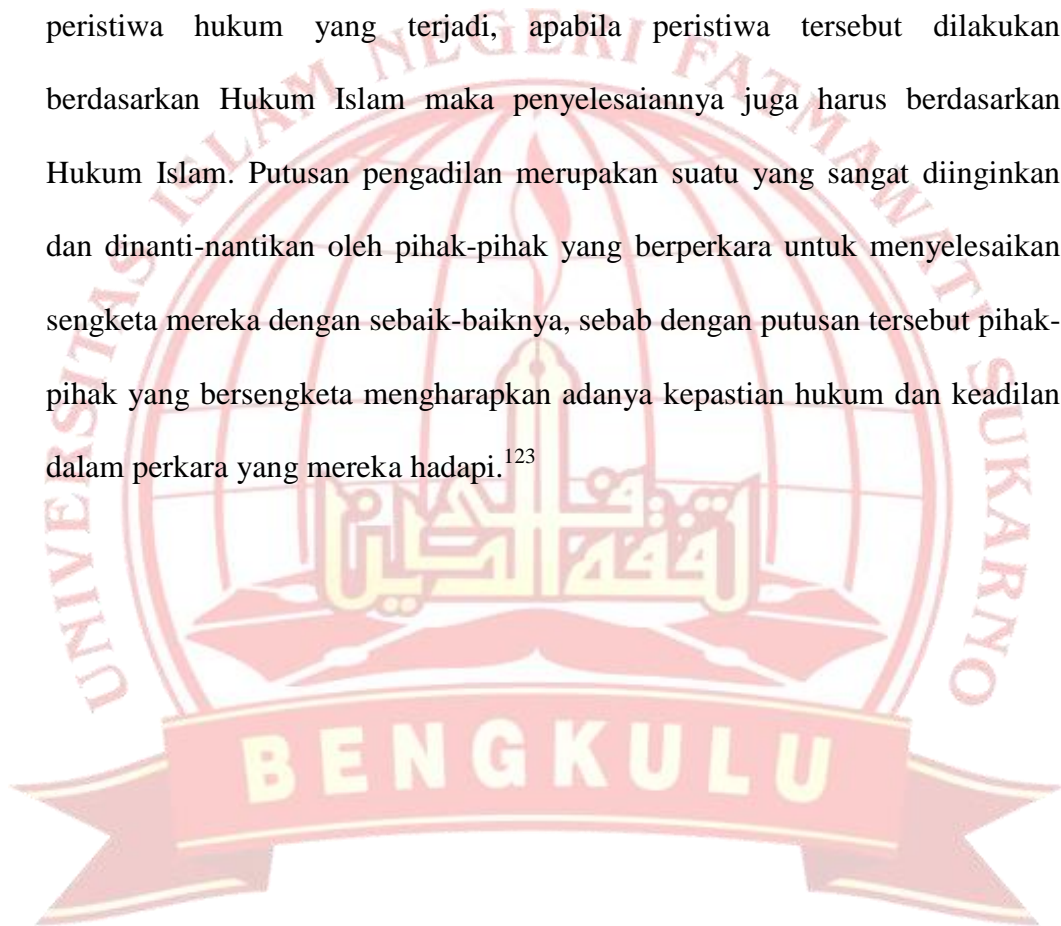 peristiwa hukum yang terjadi, apabila peristiwa tersebut dilakukan
berdasarkan Hukum Islam maka penyelesaiannya juga harus berdasarkan
Hukum Islam. Putusan pengadilan merupakan suatu yang sangat diinginkan
dan dinanti-nantikan oleh pihak-pihak yang berperkara untuk menyelesaikan
sengketa mereka dengan sebaik-baiknya, sebab dengan putusan tersebut pihak-
pihak yang bersengketa mengharapkan adanya kepastian hukum dan keadilan
dalam perkara yang mereka hadapi.123
UNIVERSITAS ISLAM NEGERI FATMAWATI SUKARNO
BENGKULU